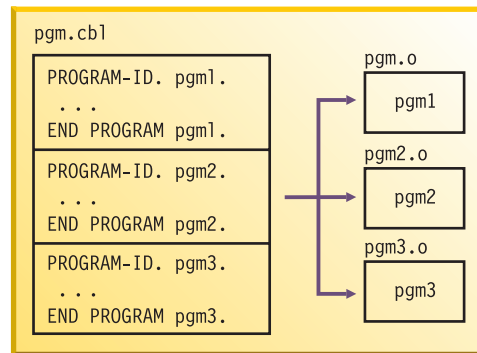 pgm.cbl
PROGRAM-ID. pgm1.
...
END PROGRAM pgm1.
PROGRAM-ID. pgm2.
...
END PROGRAM pgm2.
PROGRAM-ID. pgm3.
...
END PROGRAM pgm3.
pgm.o
pgm1
pgm2.o
pgm2
pgm3.o
pgm3